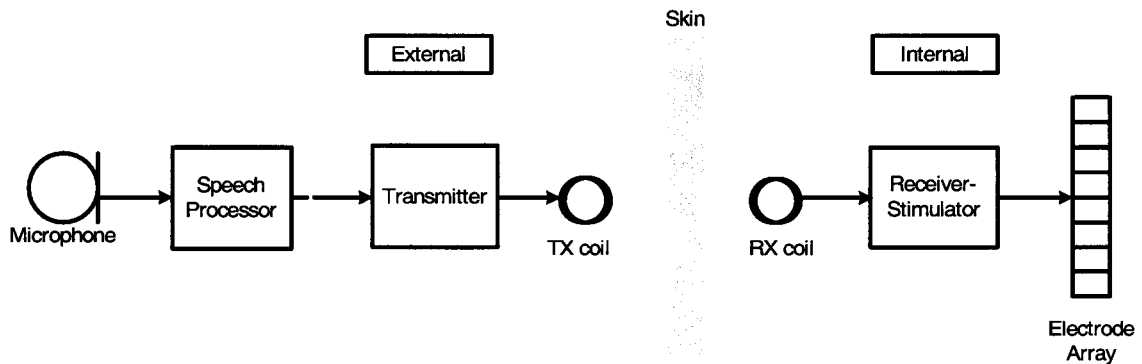 Skin
External
Internal
Microphone
Speech
Processor
Transmitter
TX coil
RX coil
Receiver-
Stimulator
Electrode
Array